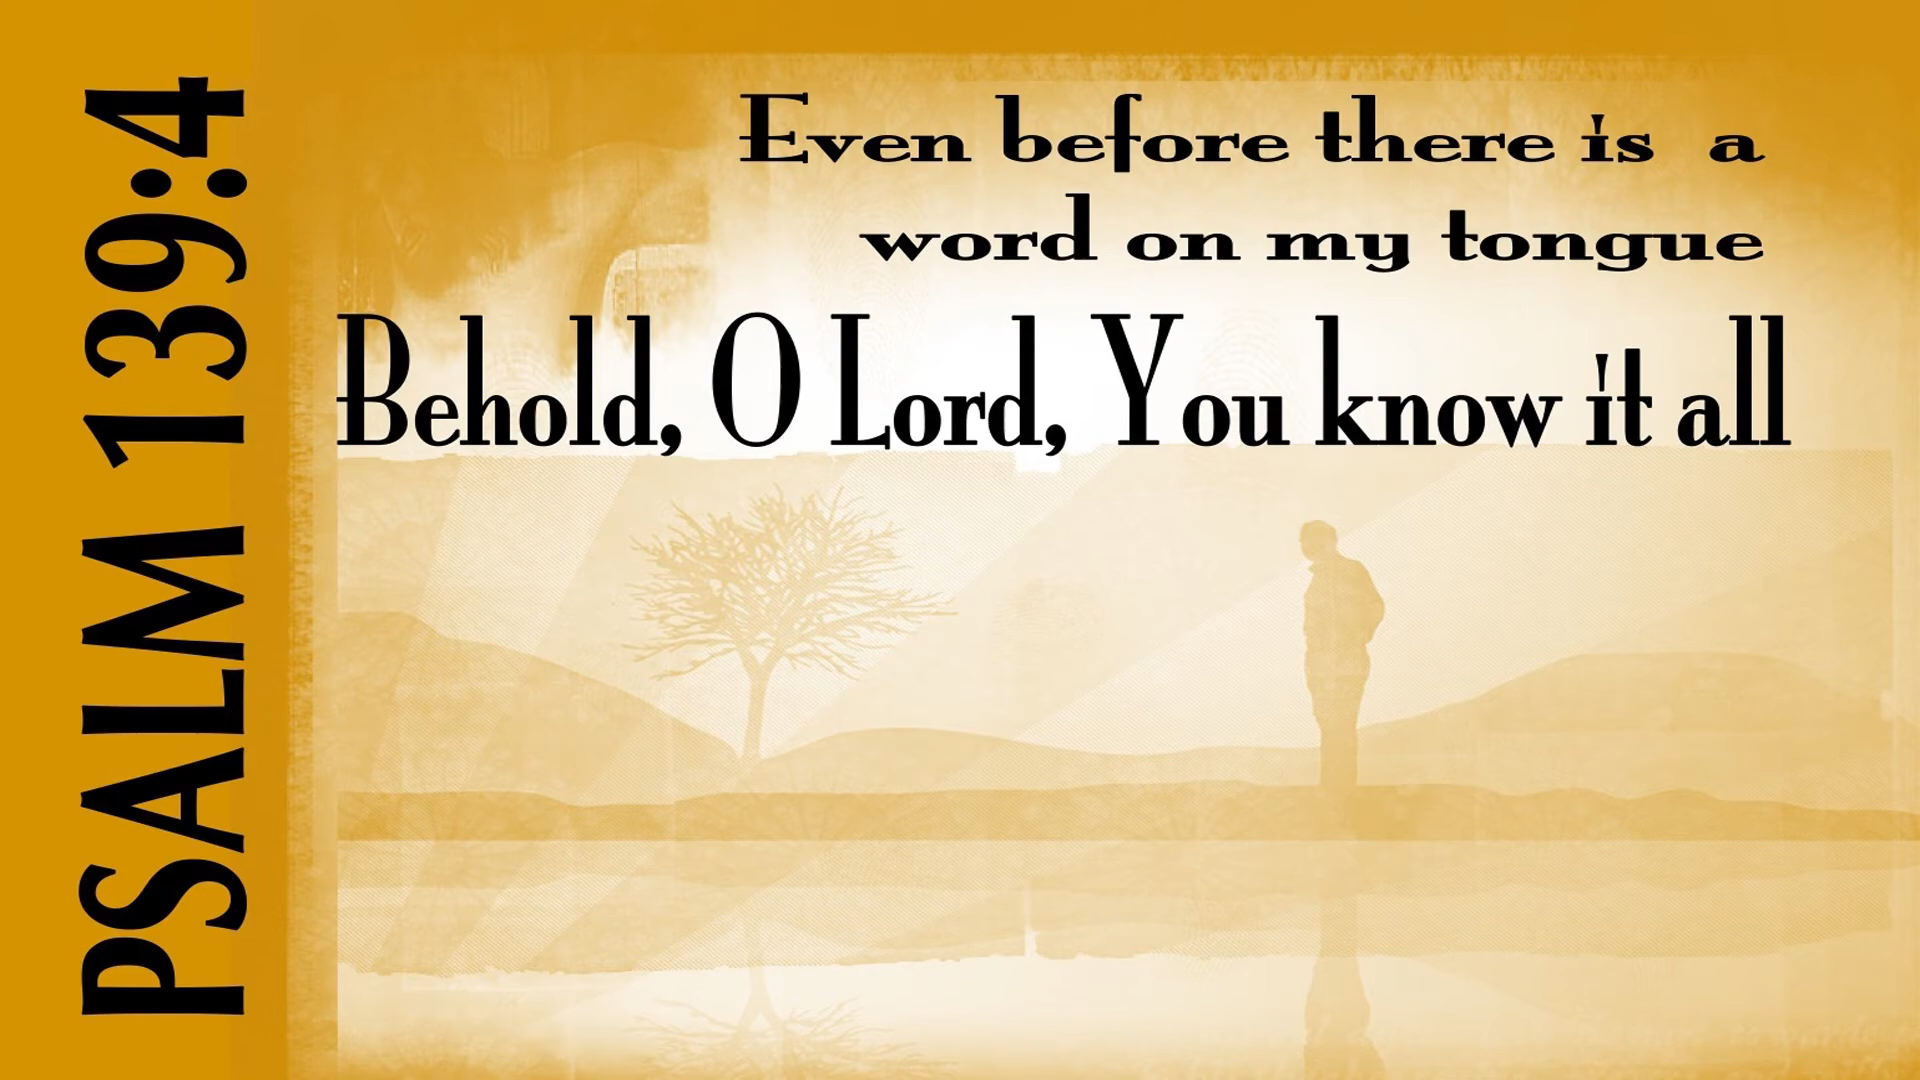 PSALM 139:4
Even before there is a
word on my tongue
Behold, O Lord, You know it all